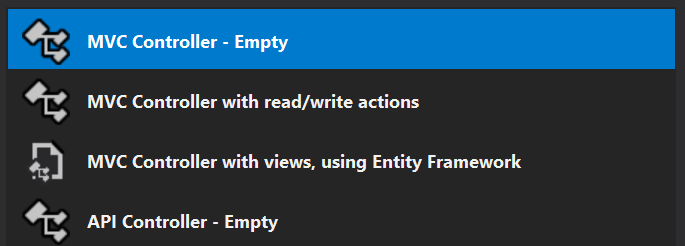 MVC Controller - Empty
MVC Controller with read/write actions
MVC Controller with views, using Entity Framework
API Controller - Empty